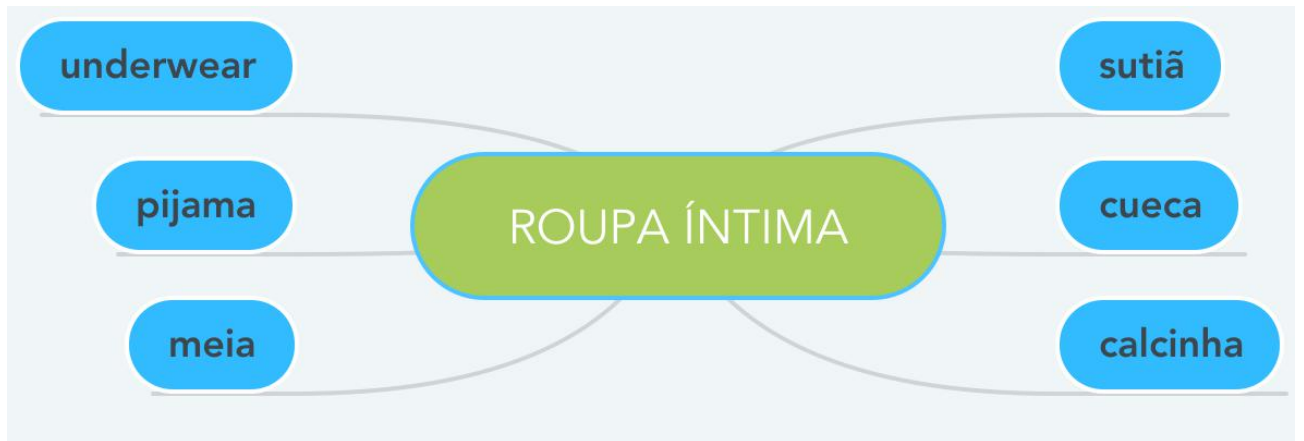 underwear
pijama
meia
ROUPA ÍNTIMA
sutiã
cueca
calcinha